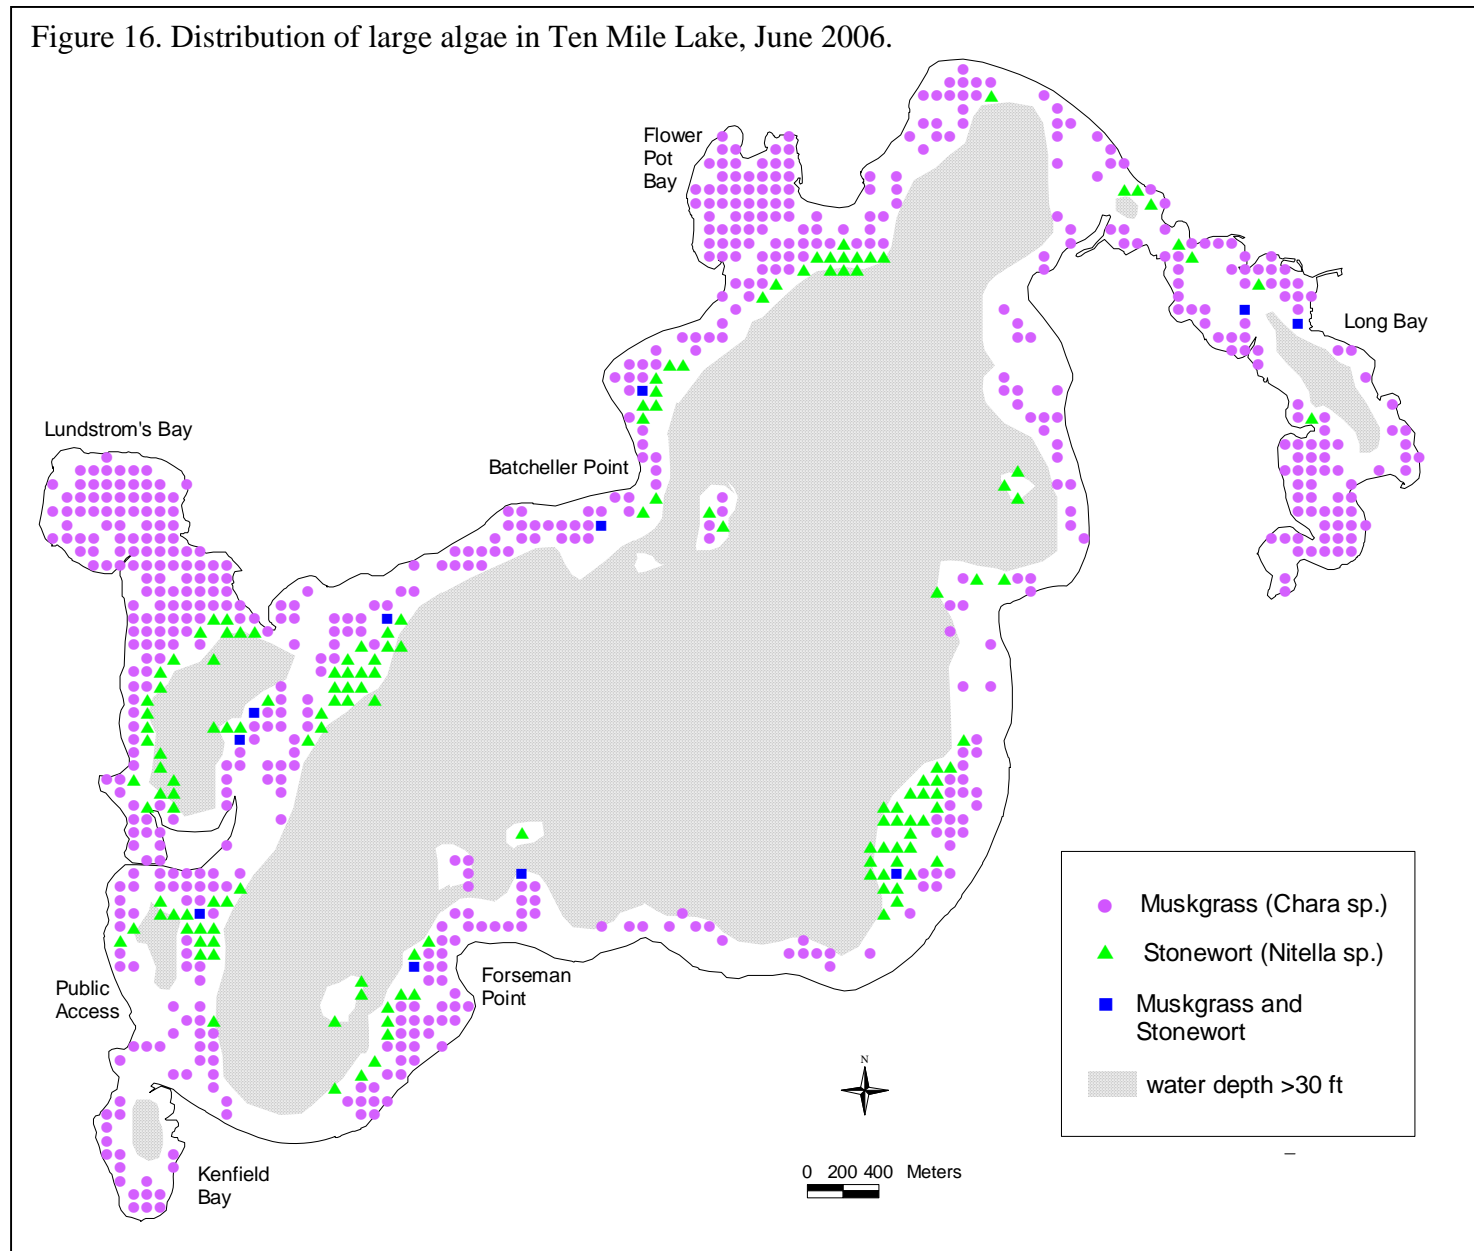 Figure 16. Distribution of large algae in Ten Mile Lake, June 2006.
Flower
Pot
Bay
Long Bay
Lundstrom's Bay
Batcheller Point
Muskgrass (Chara sp.)
Stonewort (Nitella sp.)
Muskgrass and
Stonewort
water depth >30 ft
Forseman
Point
Public
Access
N
Kenfield
Bay
0 200 400 Meters